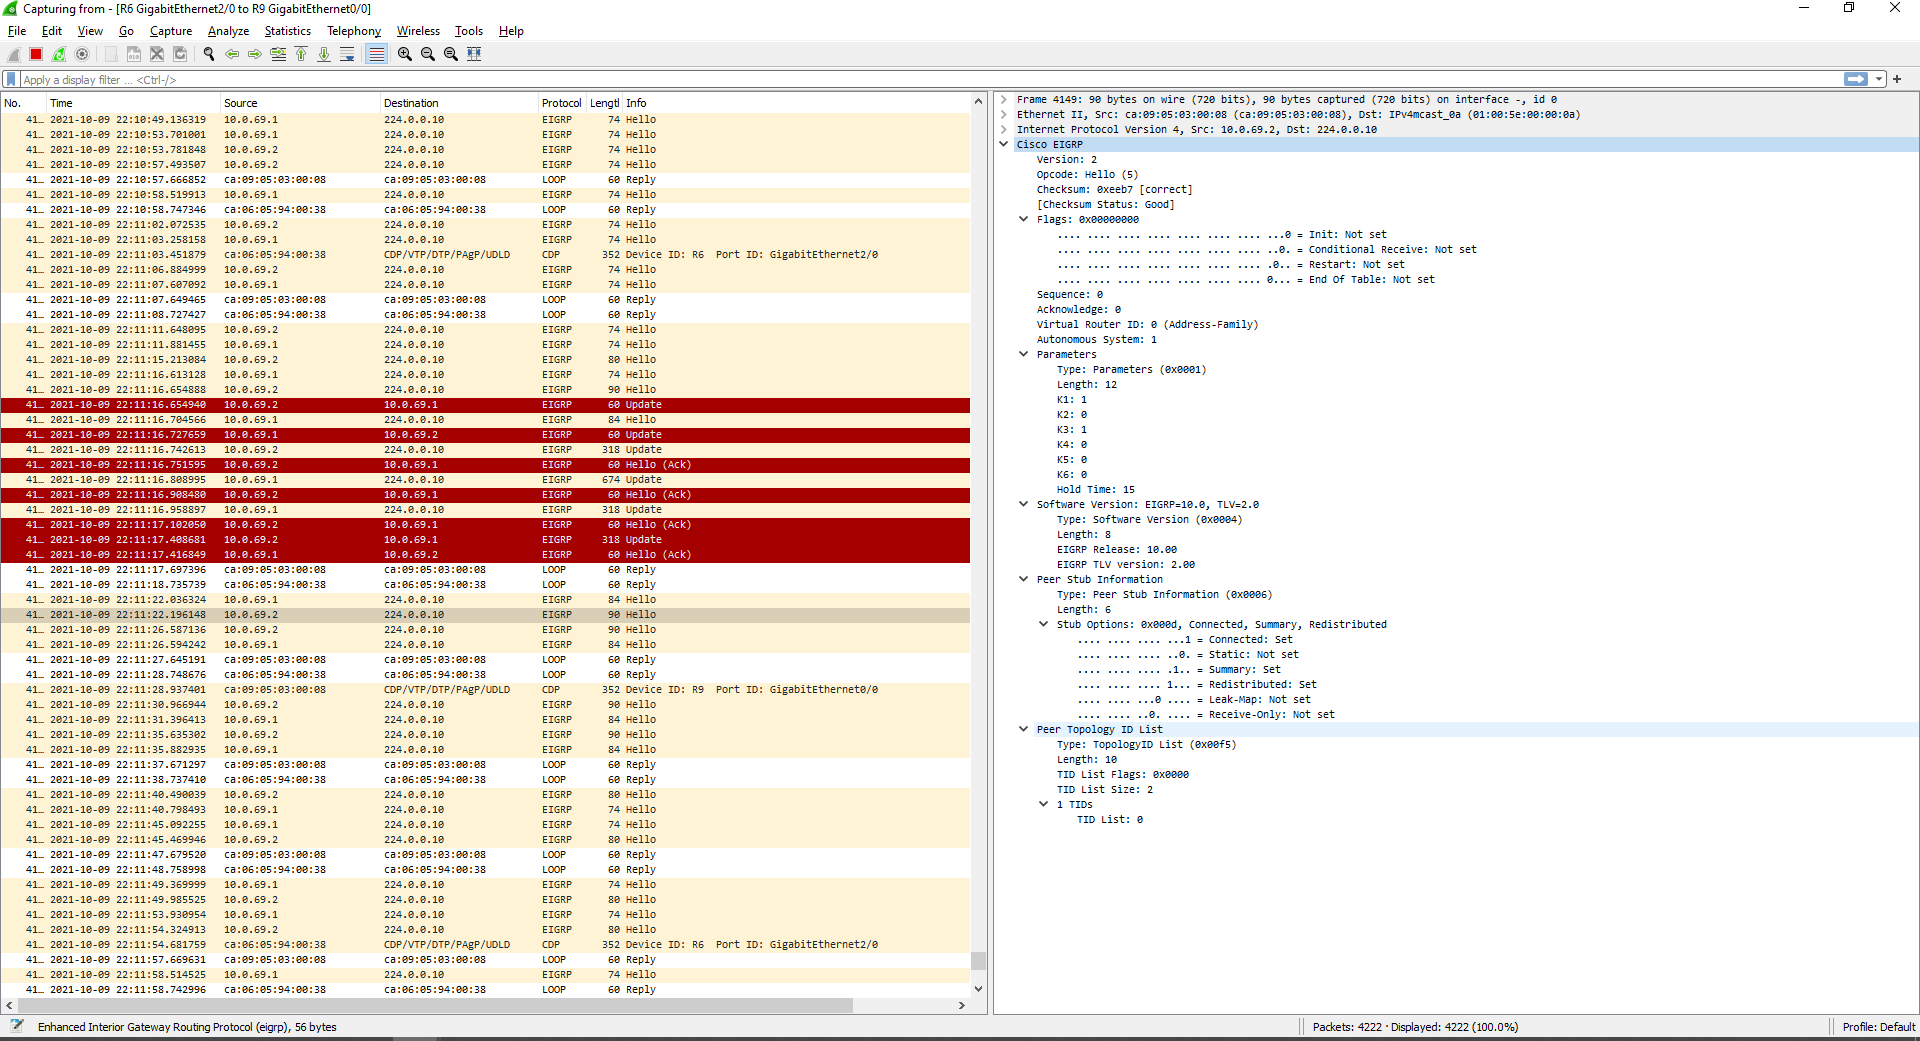 Capturing from - [R6 GigabitEthernet2/0 to R9 GigabitEthernet0/0]
File Edit View Go Capture Analyze Statistics Telephony Wireless Tools Help
Apply a display filter ... <Ctrl-/>
No. Time Source Destination Protocol Lengtl Info
41… 2021-10-09 22:10:49.136319 10.0.69.1 224.0.0.10 EIGRP 74 Hello
41… 2021-10-09 22:10:53.701001 10.0.69.1 224.0.0.10 EIGRP 74 Hello
41… 2021-10-09 22:10:53.781848 10.0.69.2 224.0.0.10 EIGRP 74 Hello
41… 2021-10-09 22:10:57.493507 10.0.69.2 224.0.0.10 EIGRP 74 Hello
41… 2021-10-09 22:10:57.666852 ca:09:05:03:00:08 ca:09:05:03:00:08 LOOP 60 Reply
41… 2021-10-09 22:10:58.519913 10.0.69.1 224.0.0.10 EIGRP 74 Hello
41… 2021-10-09 22:10:58.747346 ca:06:05:94:00:38 ca:06:05:94:00:38 LOOP 60 Reply
41… 2021-10-09 22:11:02.072535 10.0.69.2 224.0.0.10 EIGRP 74 Hello
41… 2021-10-09 22:11:03.258158 10.0.69.1 224.0.0.10 EIGRP 74 Hello
41… 2021-10-09 22:11:03.451879 ca:06:05:94:00:38 CDP/VTP/DTP/PAgP/UDLD CDP 352 Device ID: R6 Port ID: GigabitEthernet2/0
41… 2021-10-09 22:11:06.884999 10.0.69.2 224.0.0.10 EIGRP 74 Hello
41… 2021-10-09 22:11:07.607092 10.0.69.1 224.0.0.10 EIGRP 74 Hello
41… 2021-10-09 22:11:07.649465 ca:09:05:03:00:08 ca:09:05:03:00:08 LOOP 60 Reply
41… 2021-10-09 22:11:08.727427 ca:06:05:94:00:38 ca:06:05:94:00:38 LOOP 60 Reply
41… 2021-10-09 22:11:11.648095 10.0.69.2 224.0.0.10 EIGRP 74 Hello
41… 2021-10-09 22:11:11.881455 10.0.69.1 224.0.0.10 EIGRP 74 Hello
41… 2021-10-09 22:11:15.213084 10.0.69.2 224.0.0.10 EIGRP 80 Hello
41… 2021-10-09 22:11:16.613128 10.0.69.1 224.0.0.10 EIGRP 74 Hello
41… 2021-10-09 22:11:16.654888 10.0.69.2 224.0.0.10 EIGRP 90 Hello
41… 2021-10-09 22:11:16.654940 10.0.69.2 10.0.69.1 EIGRP 60 Update
41… 2021-10-09 22:11:16.704566 10.0.69.1 224.0.0.10 EIGRP 84 Hello
41… 2021-10-09 22:11:16.727659 10.0.69.1 10.0.69.2 EIGRP 60 Update
41… 2021-10-09 22:11:16.742613 10.0.69.2 224.0.0.10 EIGRP 318 Update
41… 2021-10-09 22:11:16.751595 10.0.69.2 10.0.69.1 EIGRP 60 Hello (Ack)
41… 2021-10-09 22:11:16.808995 10.0.69.1 224.0.0.10 EIGRP 674 Update
41… 2021-10-09 22:11:16.908480 10.0.69.2 10.0.69.1 EIGRP 60 Hello (Ack)
41… 2021-10-09 22:11:16.958897 10.0.69.1 224.0.0.10 EIGRP 318 Update
41… 2021-10-09 22:11:17.102050 10.0.69.2 10.0.69.1 EIGRP 60 Hello (Ack)
41… 2021-10-09 22:11:17.408681 10.0.69.2 10.0.69.1 EIGRP 318 Update
41… 2021-10-09 22:11:17.416849 10.0.69.1 10.0.69.2 EIGRP 60 Hello (Ack)
41… 2021-10-09 22:11:17.697396 ca:09:05:03:00:08 ca:09:05:03:00:08 LOOP 60 Reply
41… 2021-10-09 22:11:18.735739 ca:06:05:94:00:38 ca:06:05:94:00:38 LOOP 60 Reply
41… 2021-10-09 22:11:22.036324 10.0.69.1 224.0.0.10 EIGRP 84 Hello
41… 2021-10-09 22:11:22.196148 10.0.69.2 224.0.0.10 EIGRP 90 Hello
41… 2021-10-09 22:11:26.587136 10.0.69.2 224.0.0.10 EIGRP 90 Hello
41… 2021-10-09 22:11:26.594242 10.0.69.1 224.0.0.10 EIGRP 84 Hello
41… 2021-10-09 22:11:27.645191 ca:09:05:03:00:08 ca:09:05:03:00:08 LOOP 60 Reply
41… 2021-10-09 22:11:28.748676 ca:06:05:94:00:38 ca:06:05:94:00:38 LOOP 60 Reply
41… 2021-10-09 22:11:28.937401 ca:09:05:03:00:08 CDP/VTP/DTP/PAgP/UDLD CDP 352 Device ID: R9 Port ID: GigabitEthernet0/0
41… 2021-10-09 22:11:30.966944 10.0.69.2 224.0.0.10 EIGRP 90 Hello
41… 2021-10-09 22:11:31.396413 10.0.69.1 224.0.0.10 EIGRP 84 Hello
41… 2021-10-09 22:11:35.635302 10.0.69.2 224.0.0.10 EIGRP 90 Hello
41… 2021-10-09 22:11:35.882935 10.0.69.1 224.0.0.10 EIGRP 84 Hello
41… 2021-10-09 22:11:37.671297 ca:09:05:03:00:08 ca:09:05:03:00:08 LOOP 60 Reply
41… 2021-10-09 22:11:38.737410 ca:06:05:94:00:38 ca:06:05:94:00:38 LOOP 60 Reply
41… 2021-10-09 22:11:40.490039 10.0.69.2 224.0.0.10 EIGRP 80 Hello
41… 2021-10-09 22:11:40.798493 10.0.69.1 224.0.0.10 EIGRP 74 Hello
41… 2021-10-09 22:11:45.092255 10.0.69.1 224.0.0.10 EIGRP 74 Hello
41… 2021-10-09 22:11:45.469946 10.0.69.2 224.0.0.10 EIGRP 80 Hello
41… 2021-10-09 22:11:47.679520 ca:09:05:03:00:08 ca:09:05:03:00:08 LOOP 60 Reply
41… 2021-10-09 22:11:48.758998 ca:06:05:94:00:38 ca:06:05:94:00:38 LOOP 60 Reply
41… 2021-10-09 22:11:49.369999 10.0.69.1 224.0.0.10 EIGRP 74 Hello
41… 2021-10-09 22:11:49.985525 10.0.69.2 224.0.0.10 EIGRP 80 Hello
41… 2021-10-09 22:11:53.930954 10.0.69.1 224.0.0.10 EIGRP 74 Hello
41… 2021-10-09 22:11:54.324913 10.0.69.2 224.0.0.10 EIGRP 80 Hello
41… 2021-10-09 22:11:54.681759 ca:06:05:94:00:38 CDP/VTP/DTP/PAgP/UDLD CDP 352 Device ID: R6 Port ID: GigabitEthernet2/0
41… 2021-10-09 22:11:57.669631 ca:09:05:03:00:08 ca:09:05:03:00:08 LOOP 60 Reply
41… 2021-10-09 22:11:58.514525 10.0.69.1 224.0.0.10 EIGRP 74 Hello
41… 2021-10-09 22:11:58.742996 ca:06:05:94:00:38 ca:06:05:94:00:38 LOOP 60 Reply
Frame 4149: 90 bytes on wire (720 bits), 90 bytes captured (720 bits) on interface -, id 0
Ethernet II, Src: ca:09:05:03:00:08 (ca:09:05:03:00:08), Dst: IPv4mcast_0a (01:00:5e:00:00:0a)
Internet Protocol Version 4, Src: 10.0.69.2, Dst: 224.0.0.10
Cisco EIGRP
Version: 2
Opcode: Hello (5)
Checksum: 0xeeb7 [correct]
[Checksum Status: Good]
Flags: 0x00000000
.... .... .... .... .... .... .... ...0 = Init: Not set
.... .... .... .... .... .... .... ..0. = Conditional Receive: Not set
.... .... .... .... .... .... .... .0.. = Restart: Not set
.... .... .... .... .... .... .... 0... = End Of Table: Not set
Sequence: 0
Acknowledge: 0
Virtual Router ID: 0 (Address-Family)
Autonomous System: 1
Parameters
Type: Parameters (0x0001)
Length: 12
K1: 1
K2: 0
K3: 1
K4: 0
K5: 0
K6: 0
Hold Time: 15
Software Version: EIGRP=10.0, TLV=2.0
Type: Software Version (0x0004)
Length: 8
EIGRP Release: 10.00
EIGRP TLV version: 2.00
Peer Stub Information
Type: Peer Stub Information (0x0006)
Length: 6
Stub Options: 0x000d, Connected, Summary, Redistributed
.... .... .... ...1 = Connected: Set
.... .... .... ..0. = Static: Not set
.... .... .... .1.. = Summary: Set
.... .... .... 1... = Redistributed: Set
.... .... ...0 .... = Leak-Map: Not set
.... .... ..0. .... = Receive-Only: Not set
Peer Topology ID List
Type: TopologyID List (0x00f5)
Length: 10
TID List Flags: 0x0000
TID List Size: 2
1 TIDs
TID List: 0
Enhanced Interior Gateway Routing Protocol (eigrp), 56 bytes
Packets: 4222 · Displayed: 4222 (100.0%)
Profile: Default